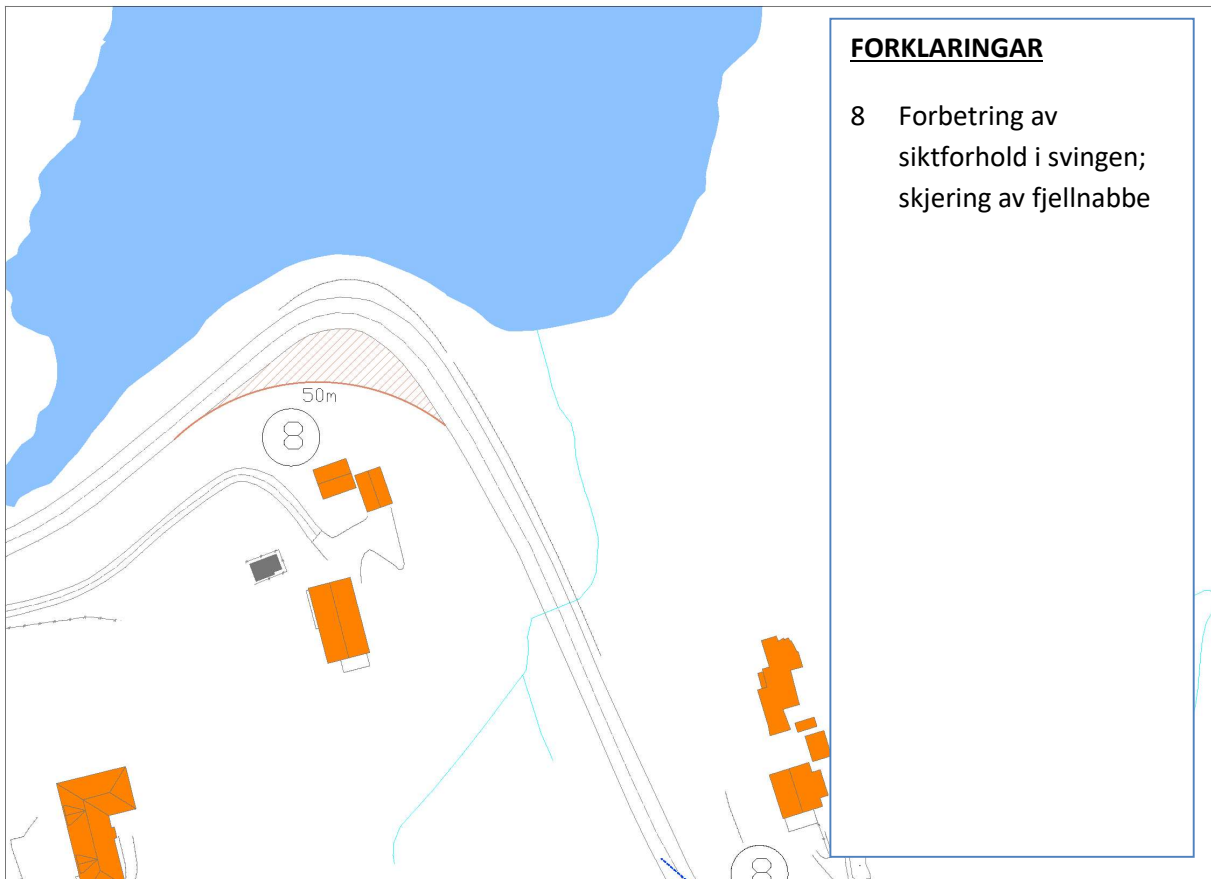 FORKLARINGAR
8 Forbetring av
siktforhold i svingen;
skjering av fjellnabbe
50m
8
8